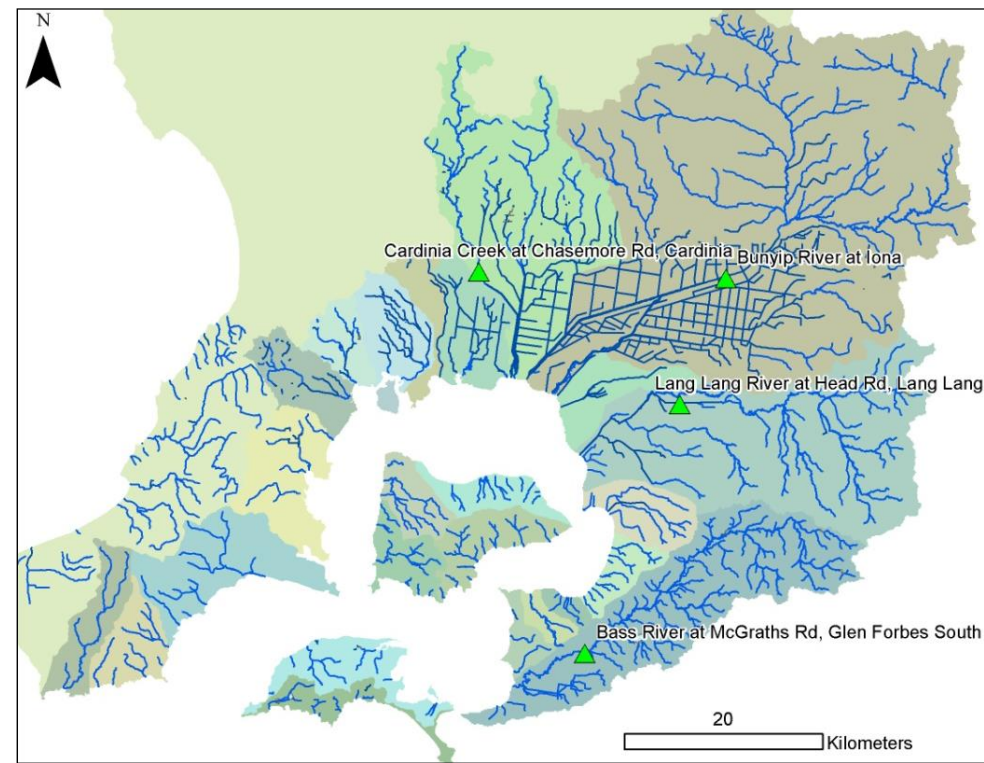 N
Cardinia Creek at Chasemore Rd, Cardinia
Bunyip River at Iona
Lang Lang River at Head Rd, Lang Lang
Bass River at McGraths Rd, Glen Forbes South
20
Kilometers